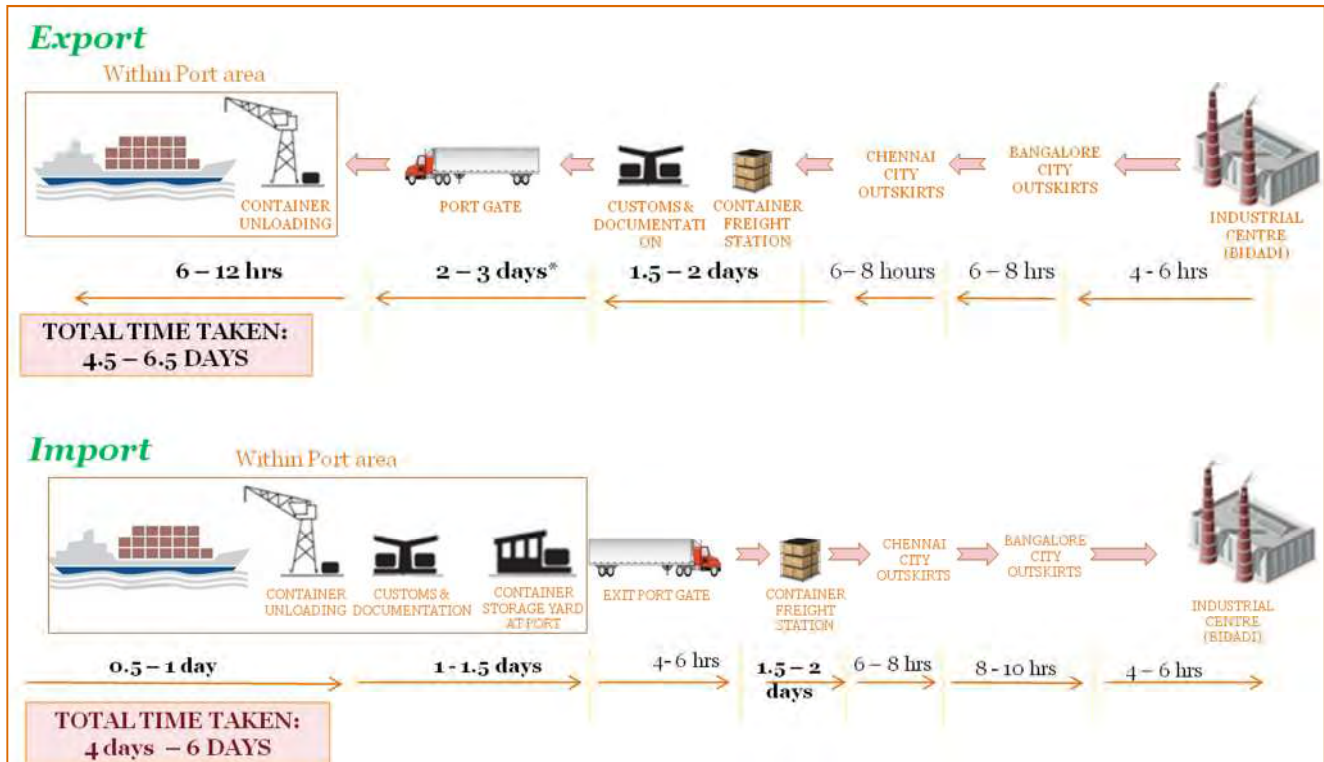 Export
Within Port area
CONTAINER
UNLOADING
PORT GATE
CUSTOMS &
DOCUMENTATI
ON
CONTAINER
FREIGHT
STATION
CHENNAI
CITY
OUTSKIRTS
BANGALORE
CITY
OUTSKIRTS
INDUSTRIAL
CENTRE
(BIDADI)
6 – 12 hrs
2 – 3 days*
1.5 – 2 days
6 – 8 hours
6 – 8 hrs
4 - 6 hrs
TOTAL TIME TAKEN:
4.5 – 6.5 DAYS
Import
Within Port area
CONTAINER
UNLOADING
CUSTOMS &
DOCUMENTATION
CONTAINER
STORAGE YARD
AT PORT
EXIT PORT GATE
CONTAINER
FREIGHT
STATION
CHENNAI
CITY
OUTSKIRTS
BANGALORE
CITY
OUTSKIRTS
INDUSTRIAL
CENTRE
(BIDADI)
0.5 – 1 day
1 - 1.5 days
4- 6 hrs
1.5 – 2
days
6 – 8 hrs
8 - 10 hrs
4 – 6 hrs
TOTAL TIME TAKEN:
4 days – 6 DAYS